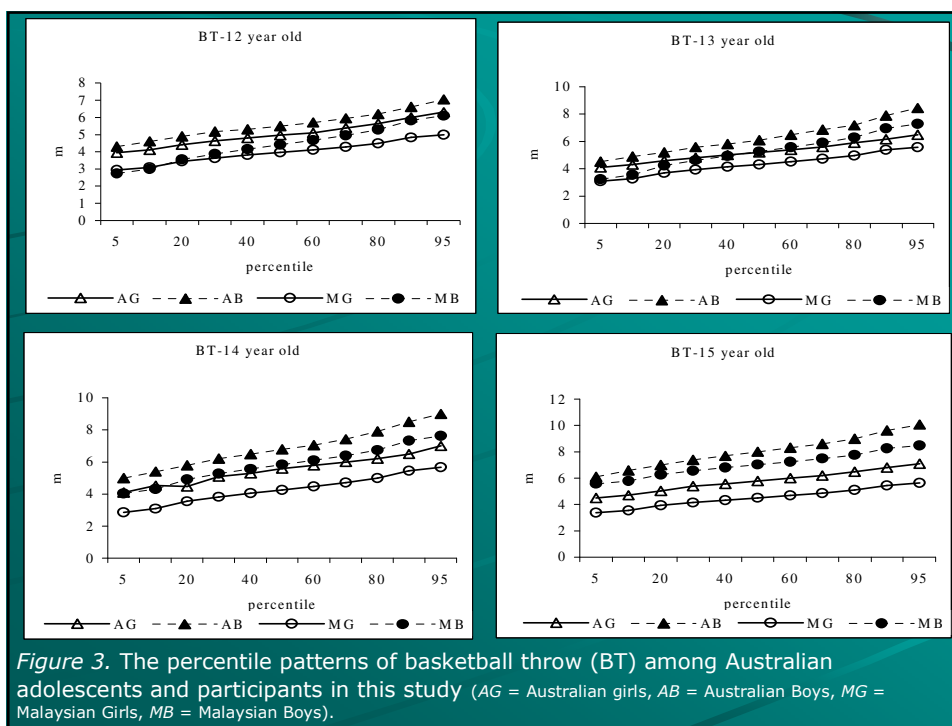 BT-12 year old
8
7
6
5
4
3
2
1
0
m
5 20 40 60 80 95
percentile
AG AB MG MB
BT-13 year old
10
8
6
4
2
0
m
5 20 40 60 80 95
percentile
AG AB MG MB
BT-14 year old
10
8
6
4
2
0
m
5 20 40 60 80 95
percentile
AG AB MG MB
BT-15 year old
12
10
8
6
4
2
0
m
5 20 40 60 80 95
percentile
AG AB MG MB
Figure 3. The percentile patterns of basketball throw (BT) among Australian
adolescents and participants in this study (AG = Australian girls, AB = Australian Boys, MG =
Malaysian Girls, MB = Malaysian Boys).